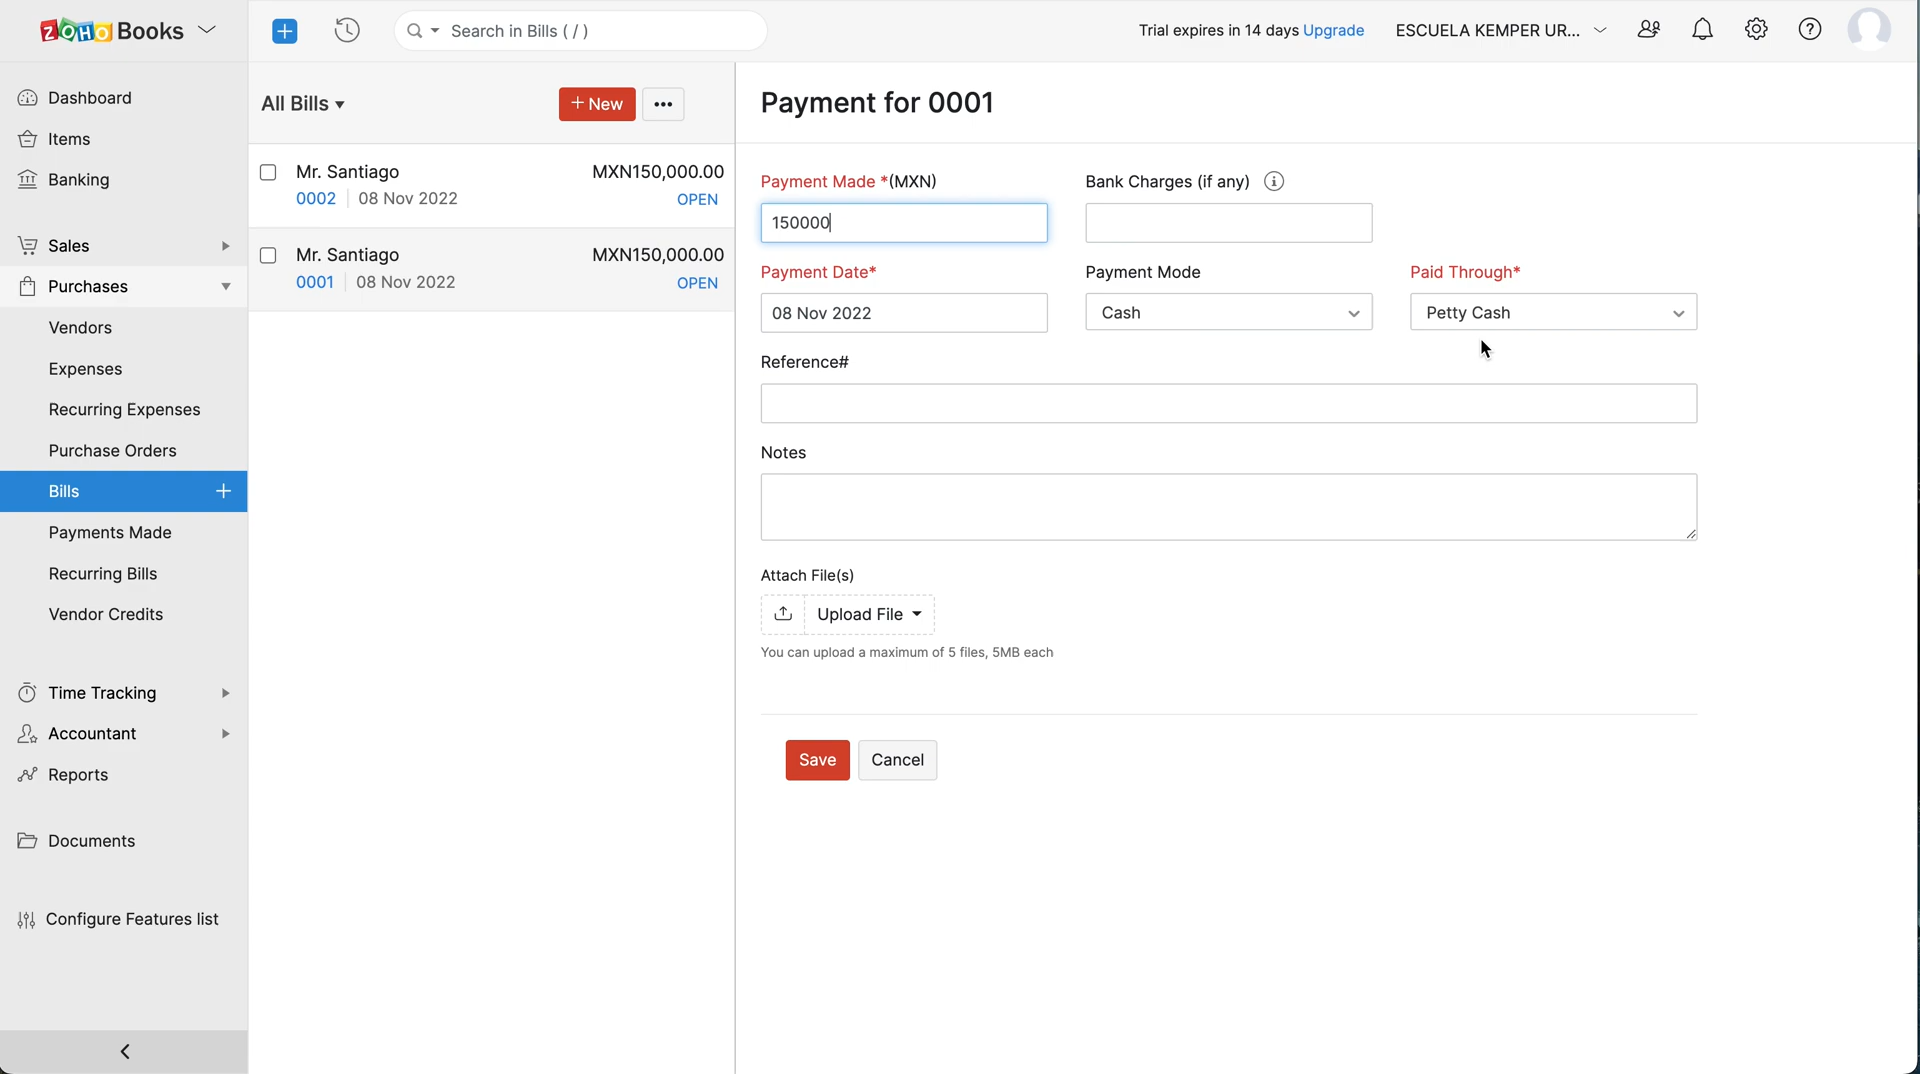 ZOHO Books
Search in Bills ( / )
Trial expires in 14 days Upgrade
ESCUELA KEMPER UR...
Dashboard
Items
Banking
Sales
Purchases
Vendors
Expenses
Recurring Expenses
Purchase Orders
Bills
Payments Made
Recurring Bills
Vendor Credits
Time Tracking
Accountant
Reports
Documents
Configure Features list
All Bills
+ New
Mr. Santiago MXN150,000.00
0002 08 Nov 2022 OPEN
Mr. Santiago MXN150,000.00
0001 08 Nov 2022 OPEN
Payment for 0001
Payment Made *(MXN)
Bank Charges (if any)
150000
Payment Date*
Payment Mode
Paid Through*
08 Nov 2022
Cash
Petty Cash
Reference#
Notes
Attach File(s)
Upload File
You can upload a maximum of 5 files, 5MB each
Save
Cancel